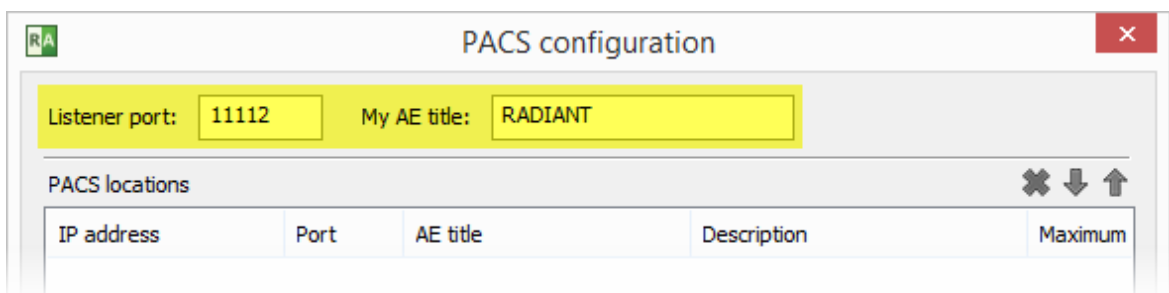 RA PACS configuration
Listener port: 11112 My AE title: RADIANT
PACS locations
IP address Port AE title Description Maximum